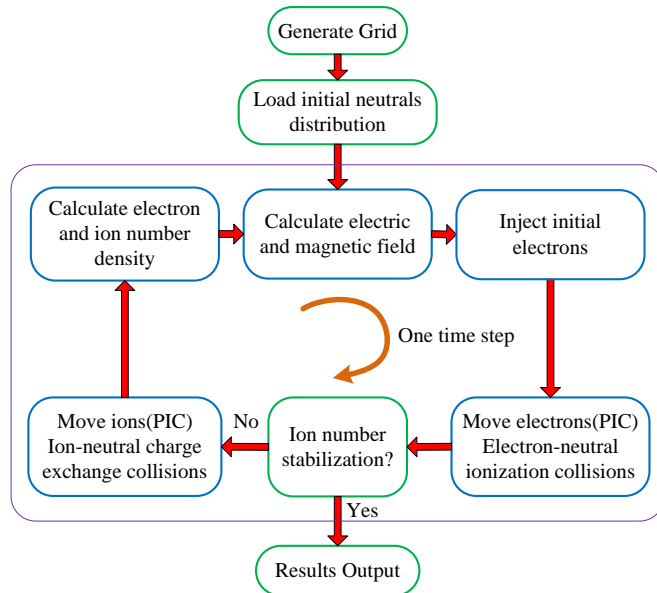 Generate Grid
Load initial neutrals
distribution
Calculate electron
and ion number
density
Calculate electric
and magnetic field
Inject initial
electrons
One time step
Move ions(PIC)
Ion-neutral charge
exchange collisions
No
Ion number
stabilization?
Move electrons(PIC)
Electron-neutral
ionization collisions
Yes
Results Output